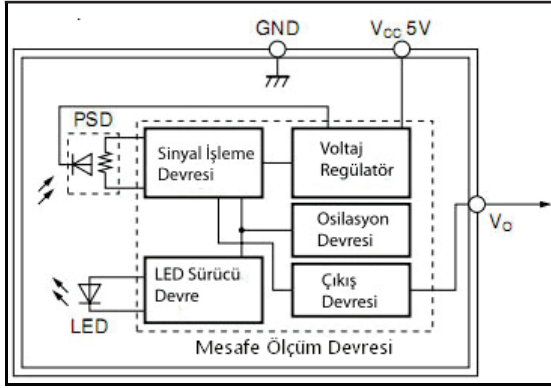 GND
VCC 5V
PSD
Sinyal İşleme
Devresi
Voltaj
Regülatör
Osilasyon
Devresi
VO
LED Sürücü
Devre
Çıkış
Devresi
LED
Mesafe Ölçüm Devresi